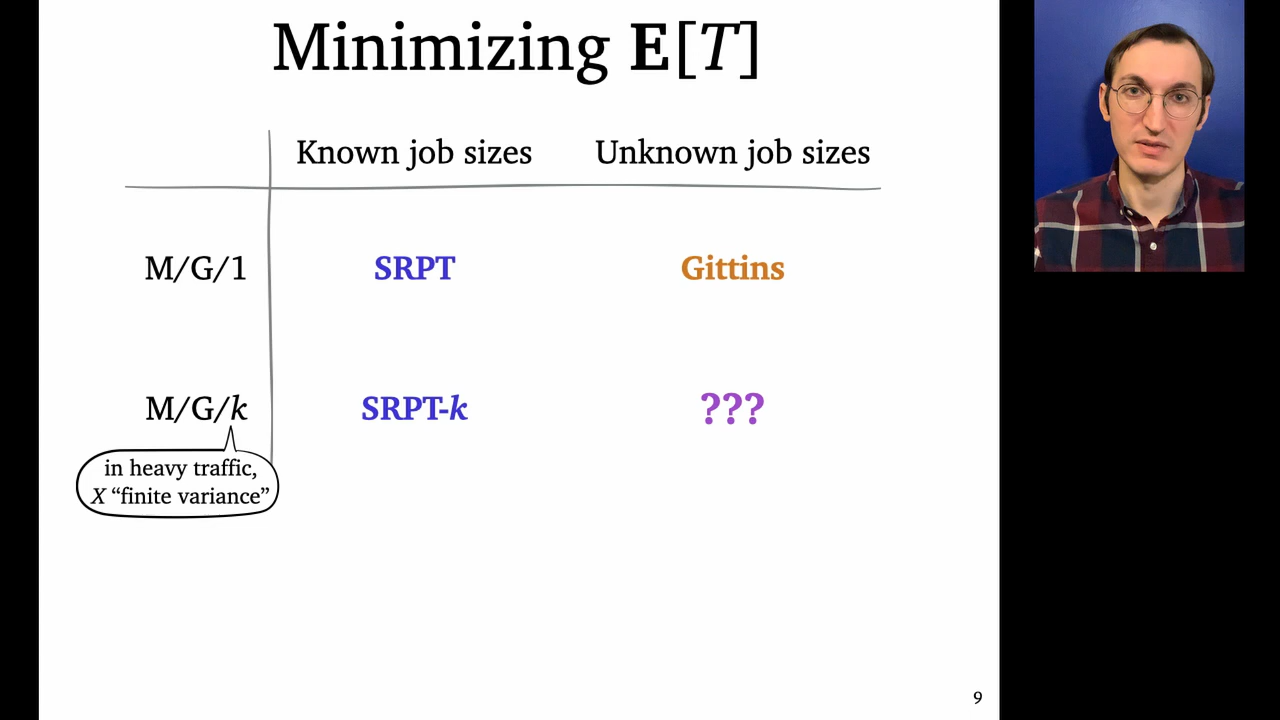 Minimizing E[T]
Known job sizes Unknown job sizes
M/G/1 SRPT Gittins
M/G/k SRPT-k ???
in heavy traffic,
X “finite variance”
9